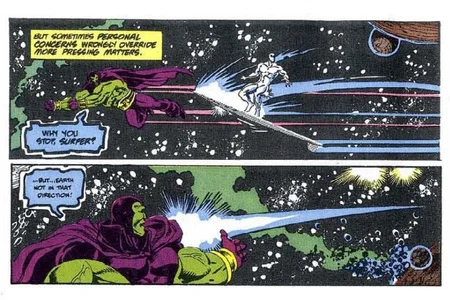 BUT SOMETIMES PERSONAL
CONCERNS WRONGLY OVERRIDE
MORE PRESSING MATTERS.
WHY YOU
STOP, SURFER?
...BUT...EARTH
NOT IN THAT
DIRECTION!